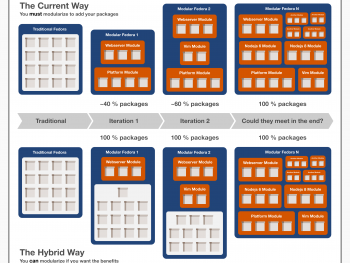 The Current Way
You must modularize to add your packages
Traditional Fedora
Modular Fedora 1
Webserver Module
Platform Module
Modular Fedora 2
Webserver Module
Vim Module
Platform Module
Modular Fedora N
Webserver Module
Nodejs 6 Module
Nodejs 8 Module
Platform Module
Vim Module
~40 % packages
~60 % packages
100 % packages
Traditional
Iteration 1
Iteration 2
Could they meet in the end?
100 % packages
100 % packages
100 % packages
Traditional Fedora
Modular Fedora 1
Webserver Module
Modular Fedora 2
Webserver Module
Vim Module
Modular Fedora N
Webserver Module
Nodejs 6 Module
Nodejs 8 Module
Platform Module
Vim Module
The Hybrid Way
You can modularize if you want the benefits